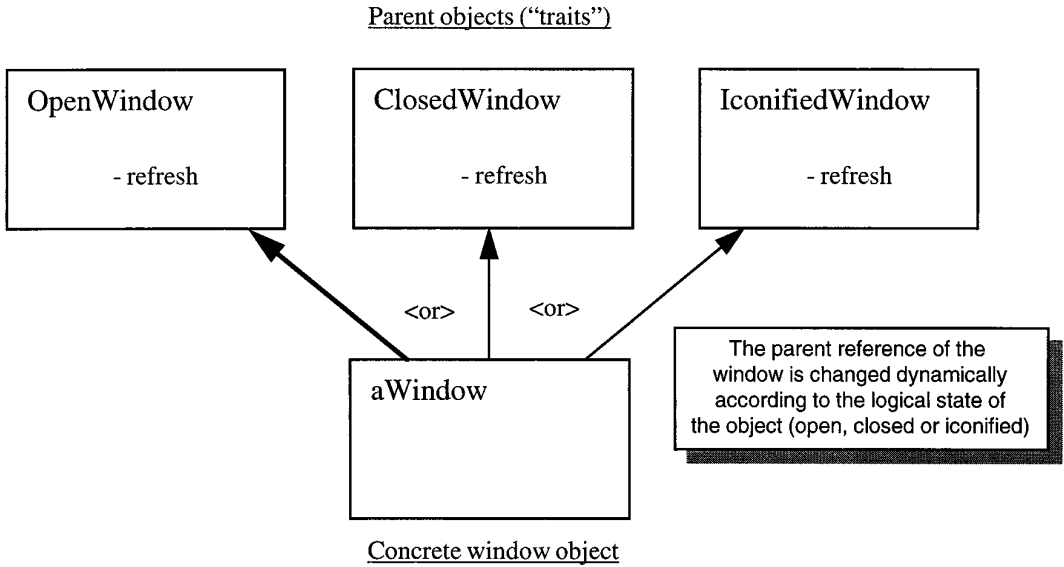 Parent objects (“traits”)
OpenWindow
- refresh
ClosedWindow
- refresh
IconifiedWindow
- refresh
<or>
<or>
aWindow
The parent reference of the
window is changed dynamically
according to the logical state of
the object (open, closed or iconified)
Concrete window object